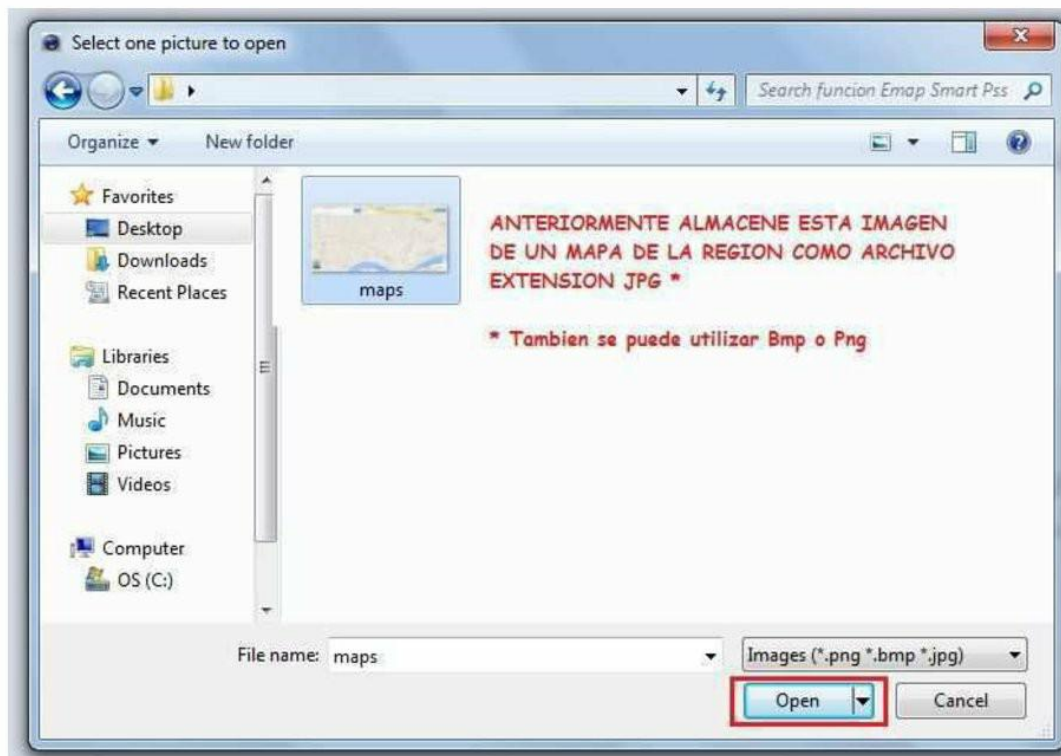 Select one picture to open
Search funcion Emap Smart Pss
Organize
New folder
Favorites
Desktop
Downloads
Recent Places
Libraries
Documents
Music
Pictures
Videos
Computer
OS (C:)
maps
ANTERIORMENTE ALMACENE ESTA IMAGEN
DE UN MAPA DE LA REGION COMO ARCHIVO
EXTENSION JPG *
* Tambien se puede utilizar Bmp o Png
File name: maps
Images (*.png *.bmp *.jpg)
Open
Cancel